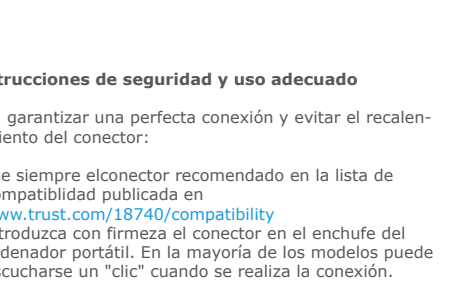 trucciones de seguridad y uso adecuado
garantizar una perfecta conexión y evitar el recalen-
iento del conector:
e siempre elconector recomendado en la lista de
ompatiblidad publicada en
ww.trust.com/18740/compatibility
troduzca con firmeza el conector en el enchufe del
denador portátil. En la mayoría de los modelos puede
scucharse un "clic" cuando se realiza la conexión.